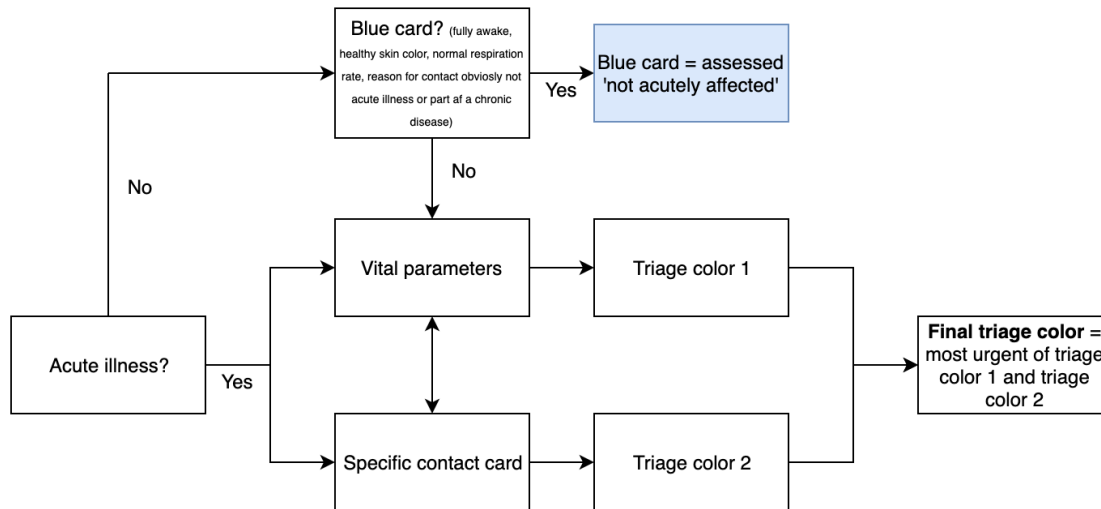 Blue card? (fully awake,
healthy skin color, normal respiration
rate, reason for contact obviosly not
acute illness or part af a chronic
disease)
Yes
Blue card = assessed
'not acutely affected'
No
No
Vital parameters
Triage color 1
Acute illness?
Yes
Final triage color =
most urgent of triage
color 1 and triage
color 2
Specific contact card
Triage color 2